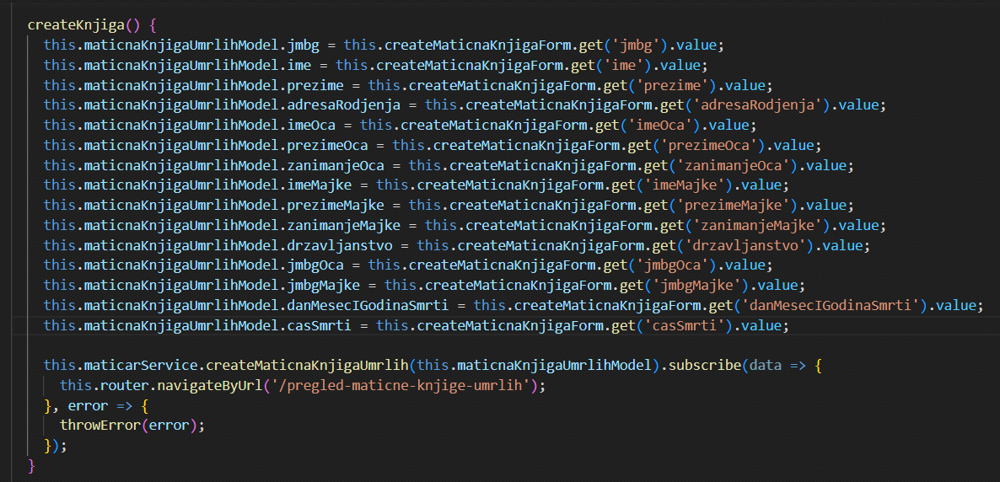 createKnjiga() {
this.maticnaKnjigaUmrlihModel.jmbg = this.createMaticnaKnjigaForm.get('jmbg').value;
this.maticnaKnjigaUmrlihModel.ime = this.createMaticnaKnjigaForm.get('ime').value;
this.maticnaKnjigaUmrlihModel.prezime = this.createMaticnaKnjigaForm.get('prezime').value;
this.maticnaKnjigaUmrlihModel.adresaRodjenja = this.createMaticnaKnjigaForm.get('adresaRodjenja').value;
this.maticnaKnjigaUmrlihModel.imeOca = this.createMaticnaKnjigaForm.get('imeOca').value;
this.maticnaKnjigaUmrlihModel.prezimeOca = this.createMaticnaKnjigaForm.get('prezimeOca').value;
this.maticnaKnjigaUmrlihModel.zanimanjeOca = this.createMaticnaKnjigaForm.get('zanimanjeOca').value;
this.maticnaKnjigaUmrlihModel.imeMajke = this.createMaticnaKnjigaForm.get('imeMajke').value;
this.maticnaKnjigaUmrlihModel.prezimeMajke = this.createMaticnaKnjigaForm.get('prezimeMajke').value;
this.maticnaKnjigaUmrlihModel.zanimanjeMajke = this.createMaticnaKnjigaForm.get('zanimanjeMajke').value;
this.maticnaKnjigaUmrlihModel.drzavljanstvo = this.createMaticnaKnjigaForm.get('drzavljanstvo').value;
this.maticnaKnjigaUmrlihModel.jmbgOca = this.createMaticnaKnjigaForm.get('jmbgOca').value;
this.maticnaKnjigaUmrlihModel.jmbgMajke = this.createMaticnaKnjigaForm.get('jmbgMajke').value;
this.maticnaKnjigaUmrlihModel.danMesecIGodinaSmrti = this.createMaticnaKnjigaForm.get('danMesecIGodinaSmrti').value;
this.maticnaKnjigaUmrlihModel.casSmrti = this.createMaticnaKnjigaForm.get('casSmrti').value;
this.maticarService.createMaticnaKnjigaUmrlih(this.maticnaKnjigaUmrlihModel).subscribe(data => {
this.router.navigateByUrl('/pregled-maticne-knjige-umrlih');
}, error => {
throwError(error);
});
}